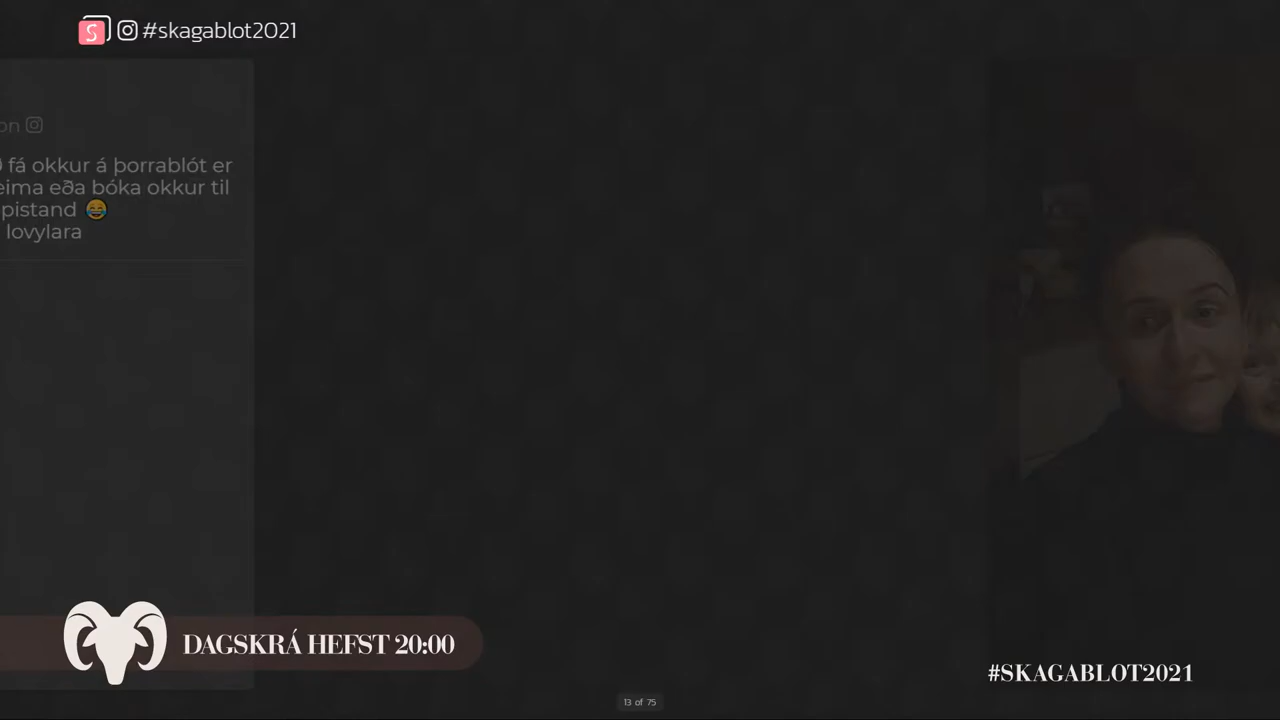 #skagablot2021
on
fá okkur á þorrablót er
eima eða bóka okkur til
pistand 😂
lovylara
DAGSKRÁ HEFST 20:00
#SKAGABLOT2021
13 of 75